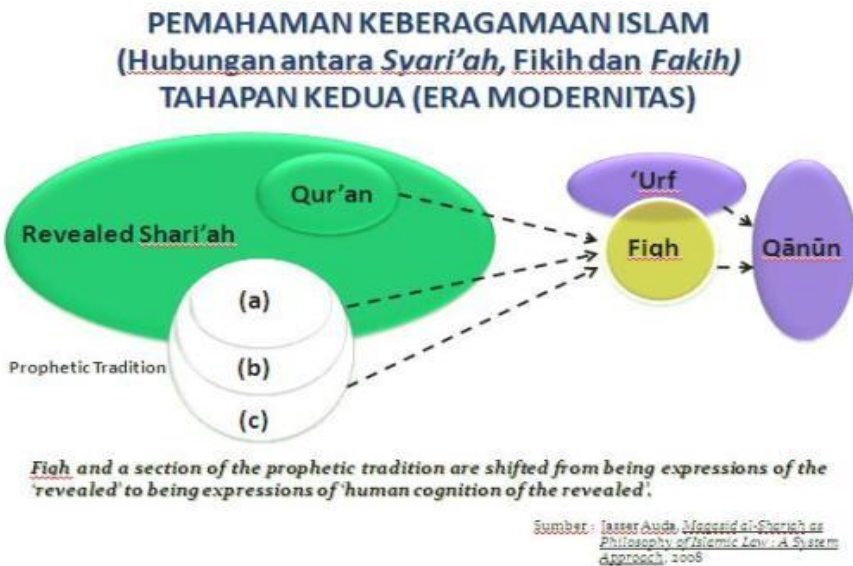 PEMAHAMAN KEBERAGAMAAN ISLAM
(Hubungan antara Syari'ah, Fikih dan Fakih)
TAHAPAN KEDUA (ERA MODERNITAS)
Qur'an
'Urf
Revealed Shari'ah
Fiqh
Qānūn
(a)
Prophetic Tradition
(b)
(c)
Fiqh and a section of the prophetic tradition are shifted from being expressions of the
'revealed' to being expressions of 'human cognition of the revealed'.
Sumber : Jasser Auda, Maqasid al-Shariah as
Philosophy of Islamic Law : A System
Approach, 2008